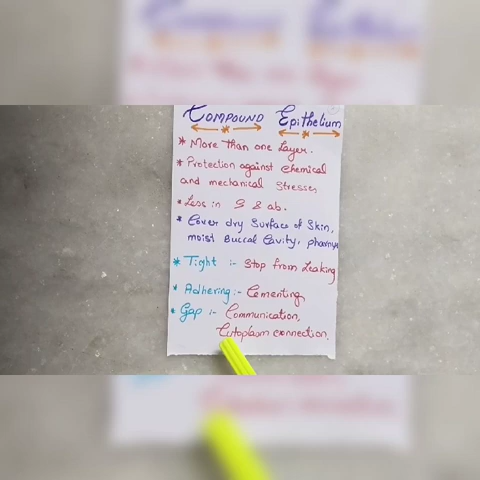 COMPOUND Epithelium
* More than one Layer.
* Protection against Chemical
and mechanical Stresses
* Less in S & ab.
* Cover dry Surface of Skin,
moist Buccal Cavity, pharynx
* Tight :- Stop from Leaking
* Adhering :- Cementing
* Gap :- Communication,
Cytoplasm connection.